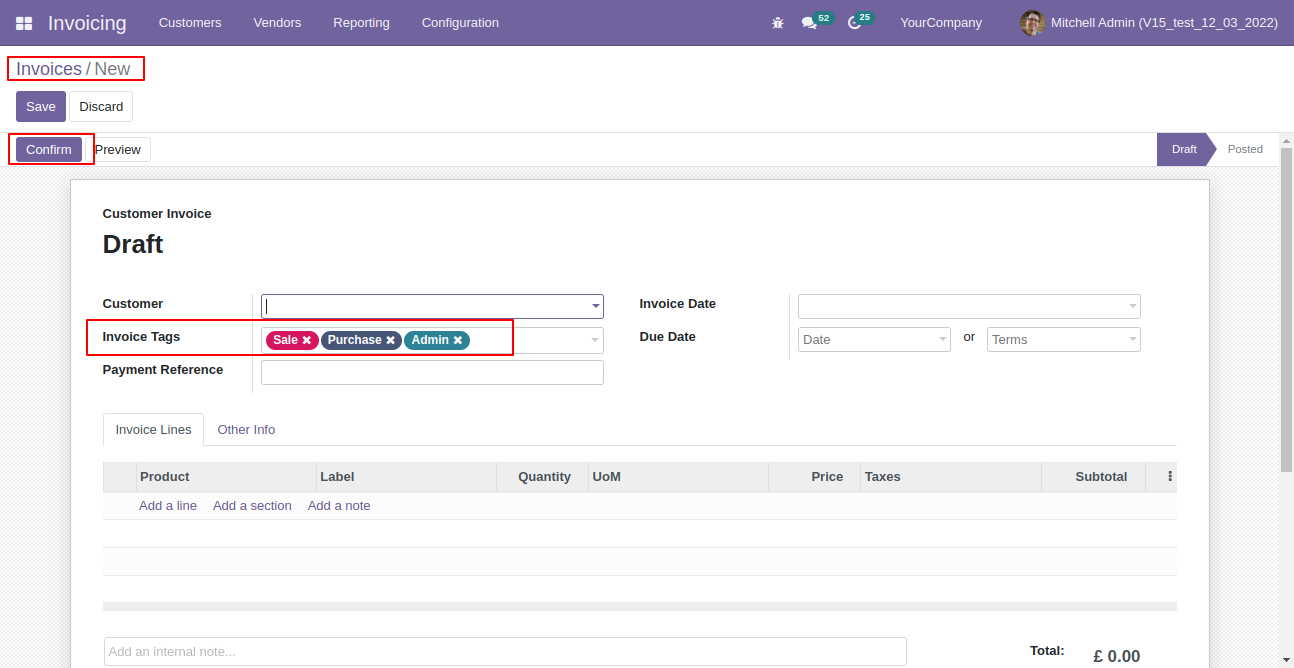 Invoicing Customers Vendors Reporting Configuration 52 25 YourCompany Mitchell Admin (V15_test_12_03_2022)
Invoices / New
Save Discard
Confirm Preview Draft Posted
Customer Invoice
Draft
Customer Invoice Date
Invoice Tags Sale ✖ Purchase ✖ Admin ✖ Due Date Date or Terms
Payment Reference
Invoice Lines Other Info
Product Label Quantity UoM Price Taxes Subtotal
Add a line Add a section Add a note
Add an internal note... Total: £ 0.00